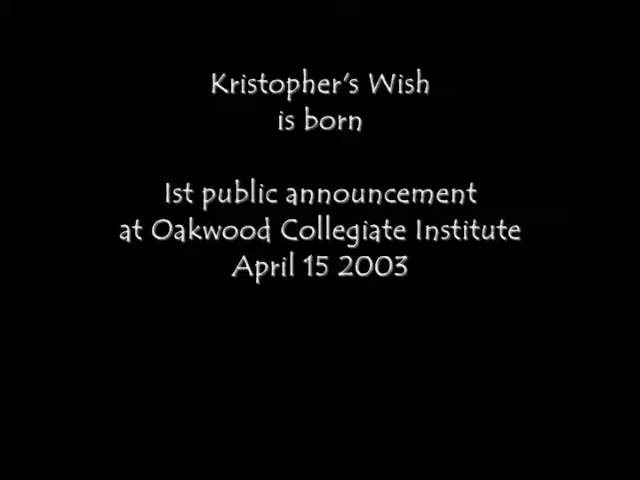 Kristopher's Wish
is born
1st public announcement
at Oakwood Collegiate Institute
April 15 2003